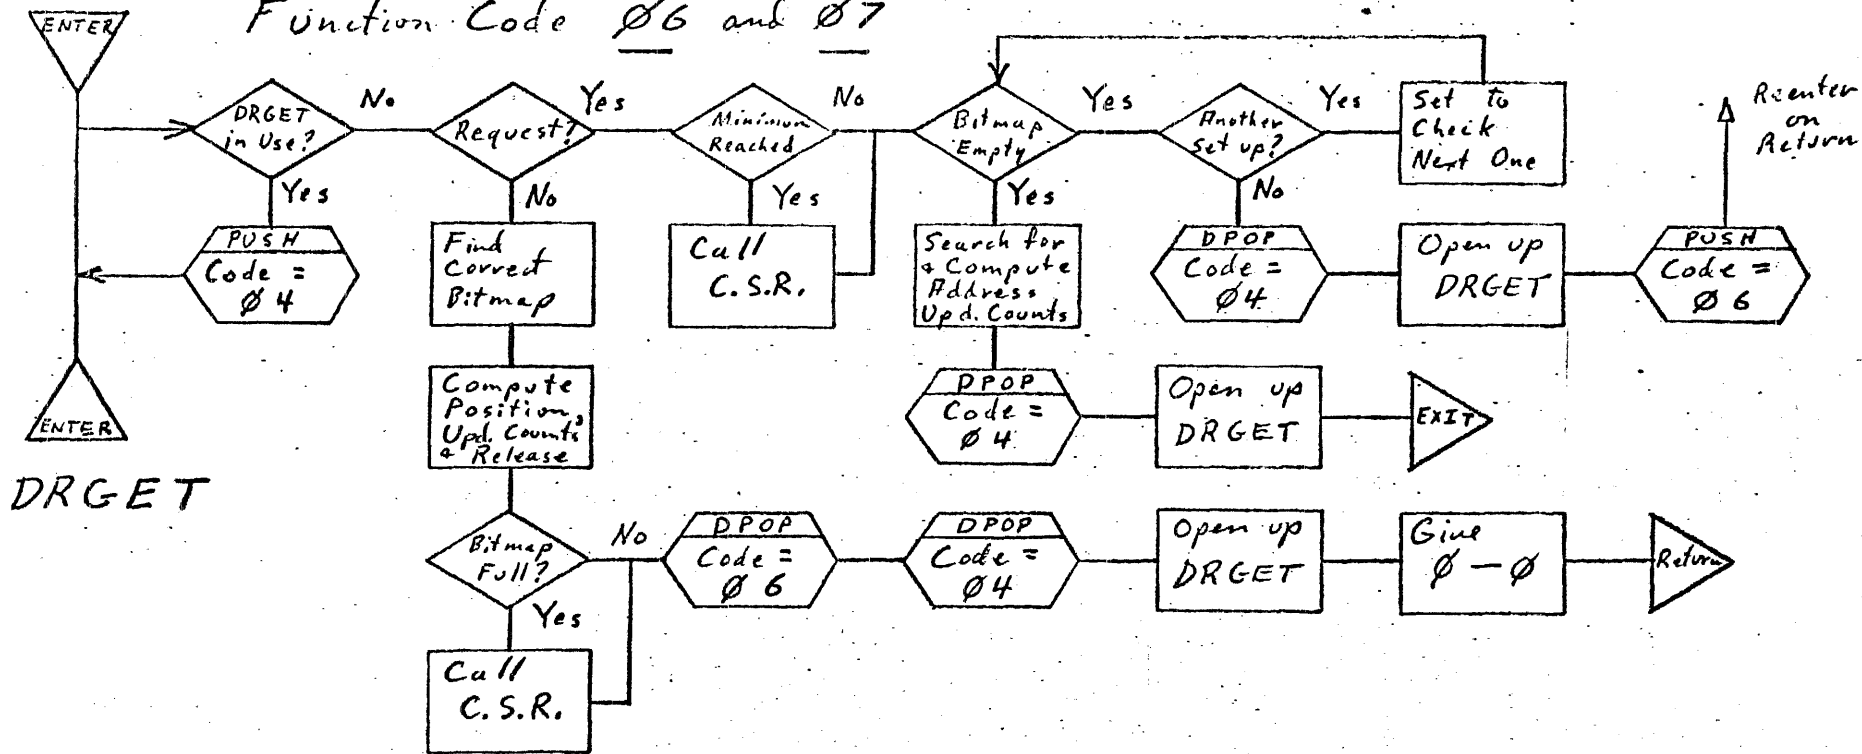 Function Code Ø6 and Ø7
ENTER
DRGET
in Use?
No
Yes
PUSH
Code =
Ø4
ENTER
DRGET
Request?
Yes
No
Find
Correct
Bitmap
Compute
Position,
Upd. Counts
& Release
Bitmap
Full?
No
Yes
Call
C.S.R.
Minimum
Reached
No
Yes
Call
C.S.R.
Bitmap
Empty
Yes
Yes
Search for
& Compute
Address
Upd. Counts
DPOP
Code =
Ø4
Open up
DRGET
EXIT
Another
Set up?
Yes
No
Set to
Check
Next One
DPOP
Code =
Ø4
Open up
DRGET
PUSH
Code =
Ø6
Reenter
on
Return
DPOP
Code =
Ø6
DPOP
Code =
Ø4
Open up
DRGET
Give
Ø – Ø
Return